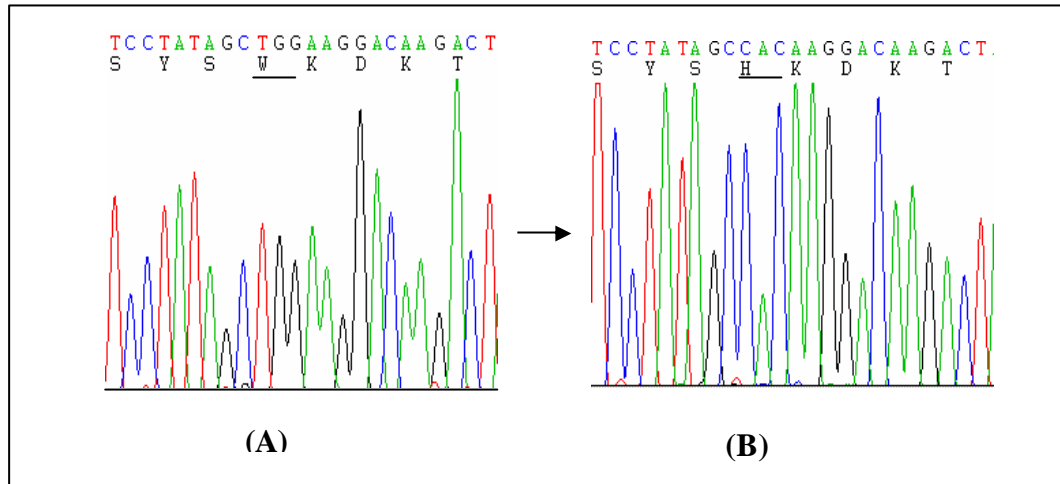 TCCTATAGCTGGAAGGACAAGACT
S Y S W K D K T
(A)
TCCTATAGCCACAAGGACAAGACT
S Y S H K D K T
(B)